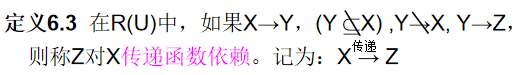 定义6.3 在R(U)中，如果X→Y，(Y ⊄X) ,Y↛X, Y→Z，
则称Z对X传递函数依赖。记为：X 传递→ Z